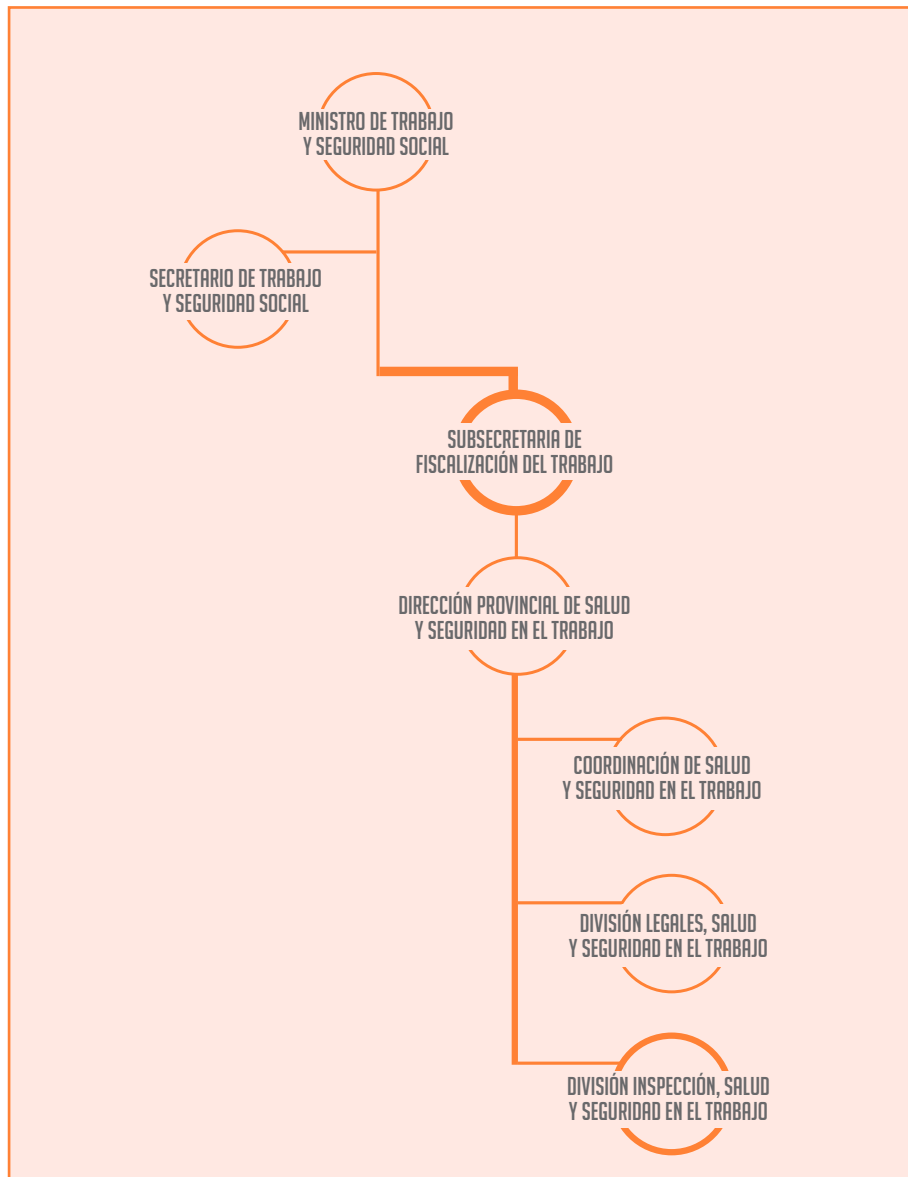 MINISTRO DE TRABAJO
Y SEGURIDAD SOCIAL
SECRETARIO DE TRABAJO
Y SEGURIDAD SOCIAL
SUBSECRETARIA DE
FISCALIZACIÓN DEL TRABAJO
DIRECCIÓN PROVINCIAL DE SALUD
Y SEGURIDAD EN EL TRABAJO
COORDINACIÓN DE SALUD
Y SEGURIDAD EN EL TRABAJO
DIVISIÓN LEGALES, SALUD
Y SEGURIDAD EN EL TRABAJO
DIVISIÓN INSPECCIÓN, SALUD
Y SEGURIDAD EN EL TRABAJO